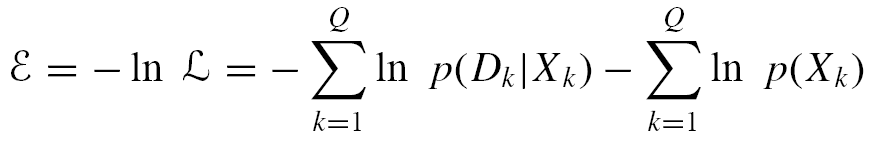 ℰ = − ln ℒ = − ∑_{k=1}^{Q} ln p(D_k|X_k) − ∑_{k=1}^{Q} ln p(X_k)